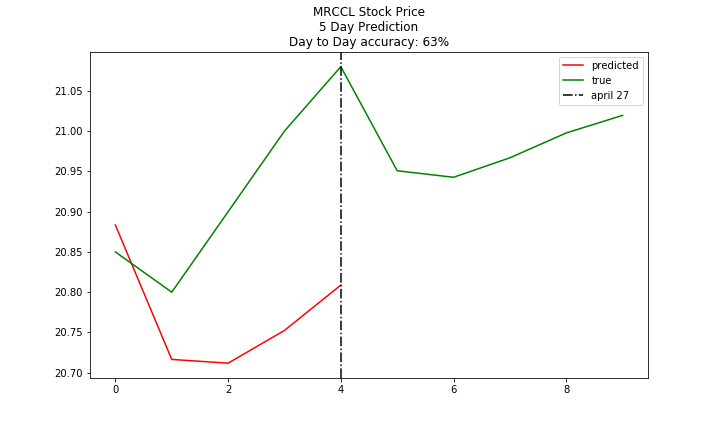 MRCCL Stock Price
5 Day Prediction
Day to Day accuracy: 63%
predicted
true
april 27
21.05
21.00
20.95
20.90
20.85
20.80
20.75
20.70
0 2 4 6 8